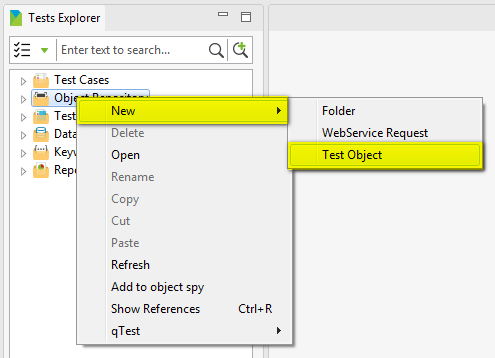 Tests Explorer
Enter text to search...
Test Cases
Object Repository
Test
Data
Keyw
Repo
New
Delete
Open
Rename
Copy
Cut
Paste
Refresh
Add to object spy
Show References Ctrl+R
qTest
Folder
WebService Request
Test Object